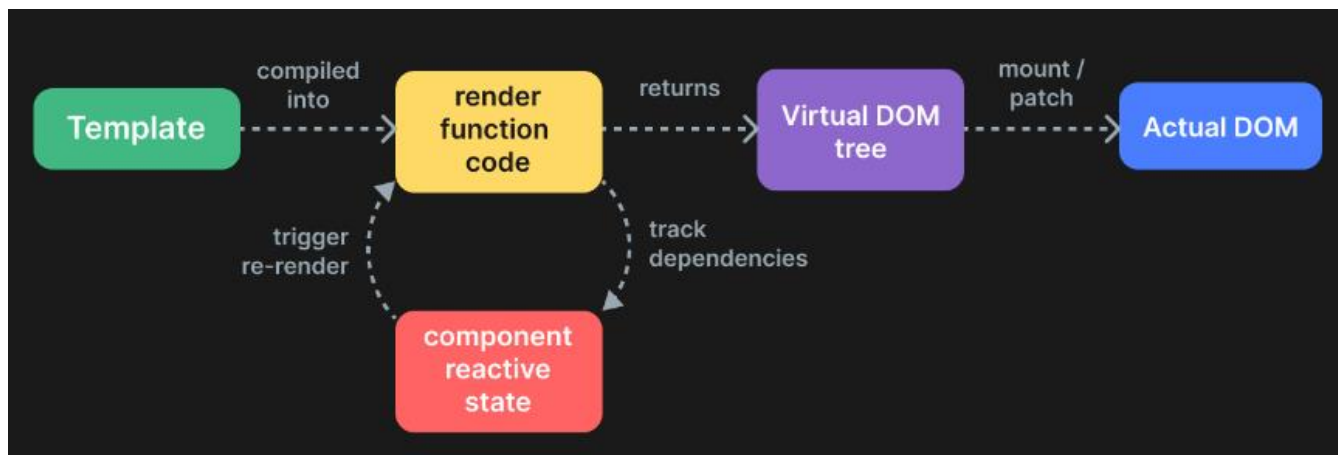 Template
compiled
into
render
function
code
returns
Virtual DOM
tree
mount /
patch
Actual DOM
trigger
re-render
track
dependencies
component
reactive
state